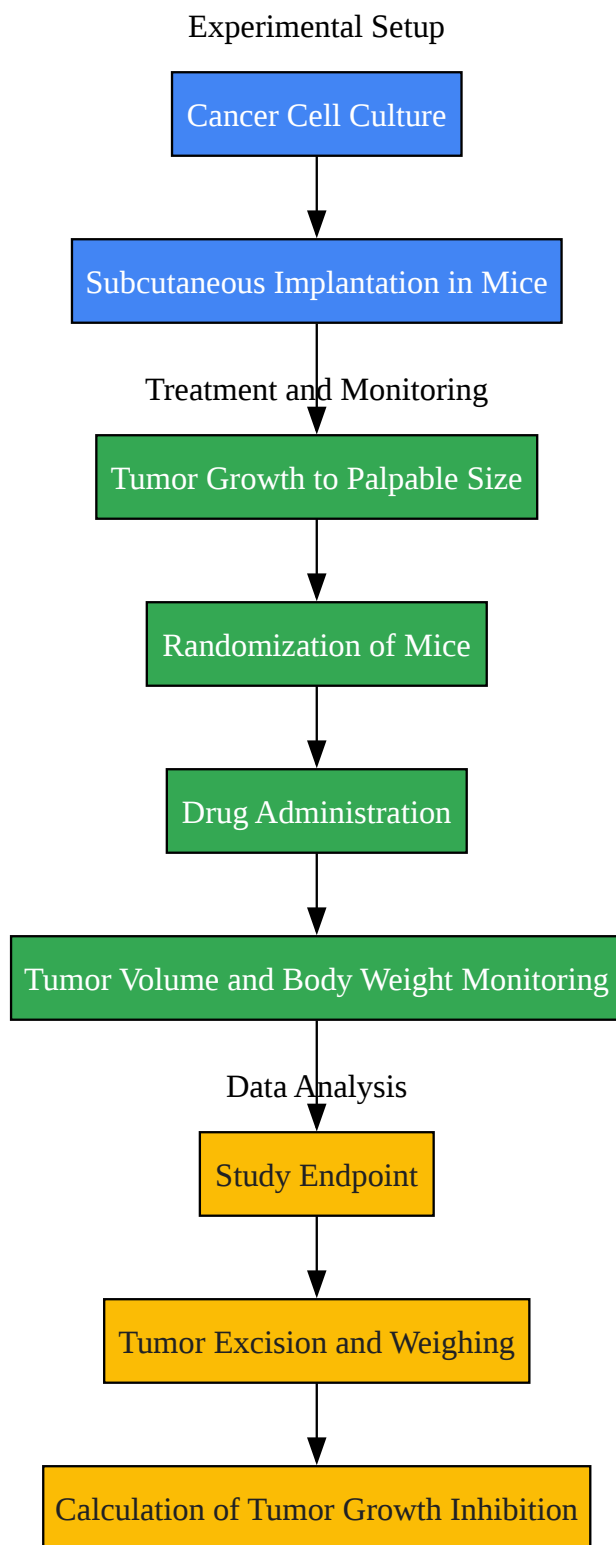 Experimental Setup
Cancer Cell Culture
Subcutaneous Implantation in Mice
Treatment and Monitoring
Tumor Growth to Palpable Size
Randomization of Mice
Drug Administration
Tumor Volume and Body Weight Monitoring
Data Analysis
Study Endpoint
Tumor Excision and Weighing
Calculation of Tumor Growth Inhibition